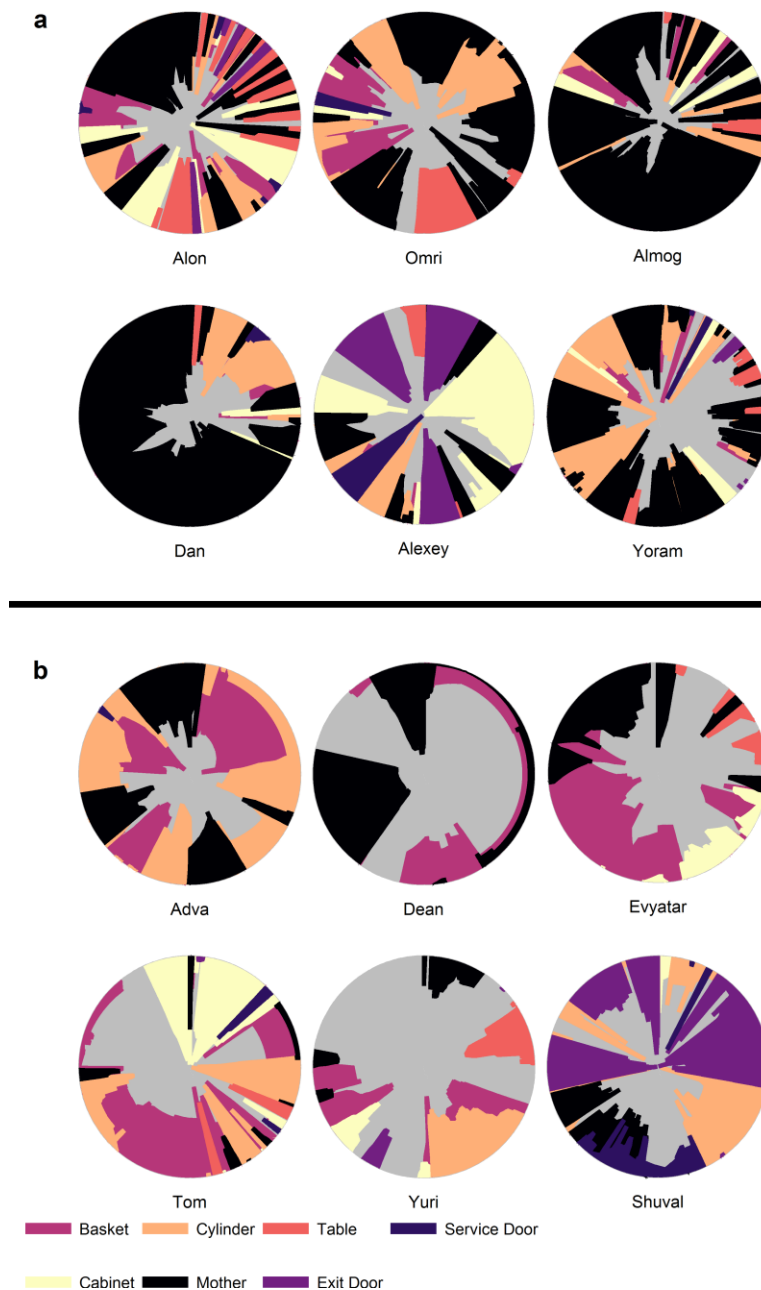 a
Alon Omri Almog
Dan Alexey Yoram
b
Adva Dean Evyatar
Tom Yuri Shuval
Basket Cylinder Table Service Door
Cabinet Mother Exit Door